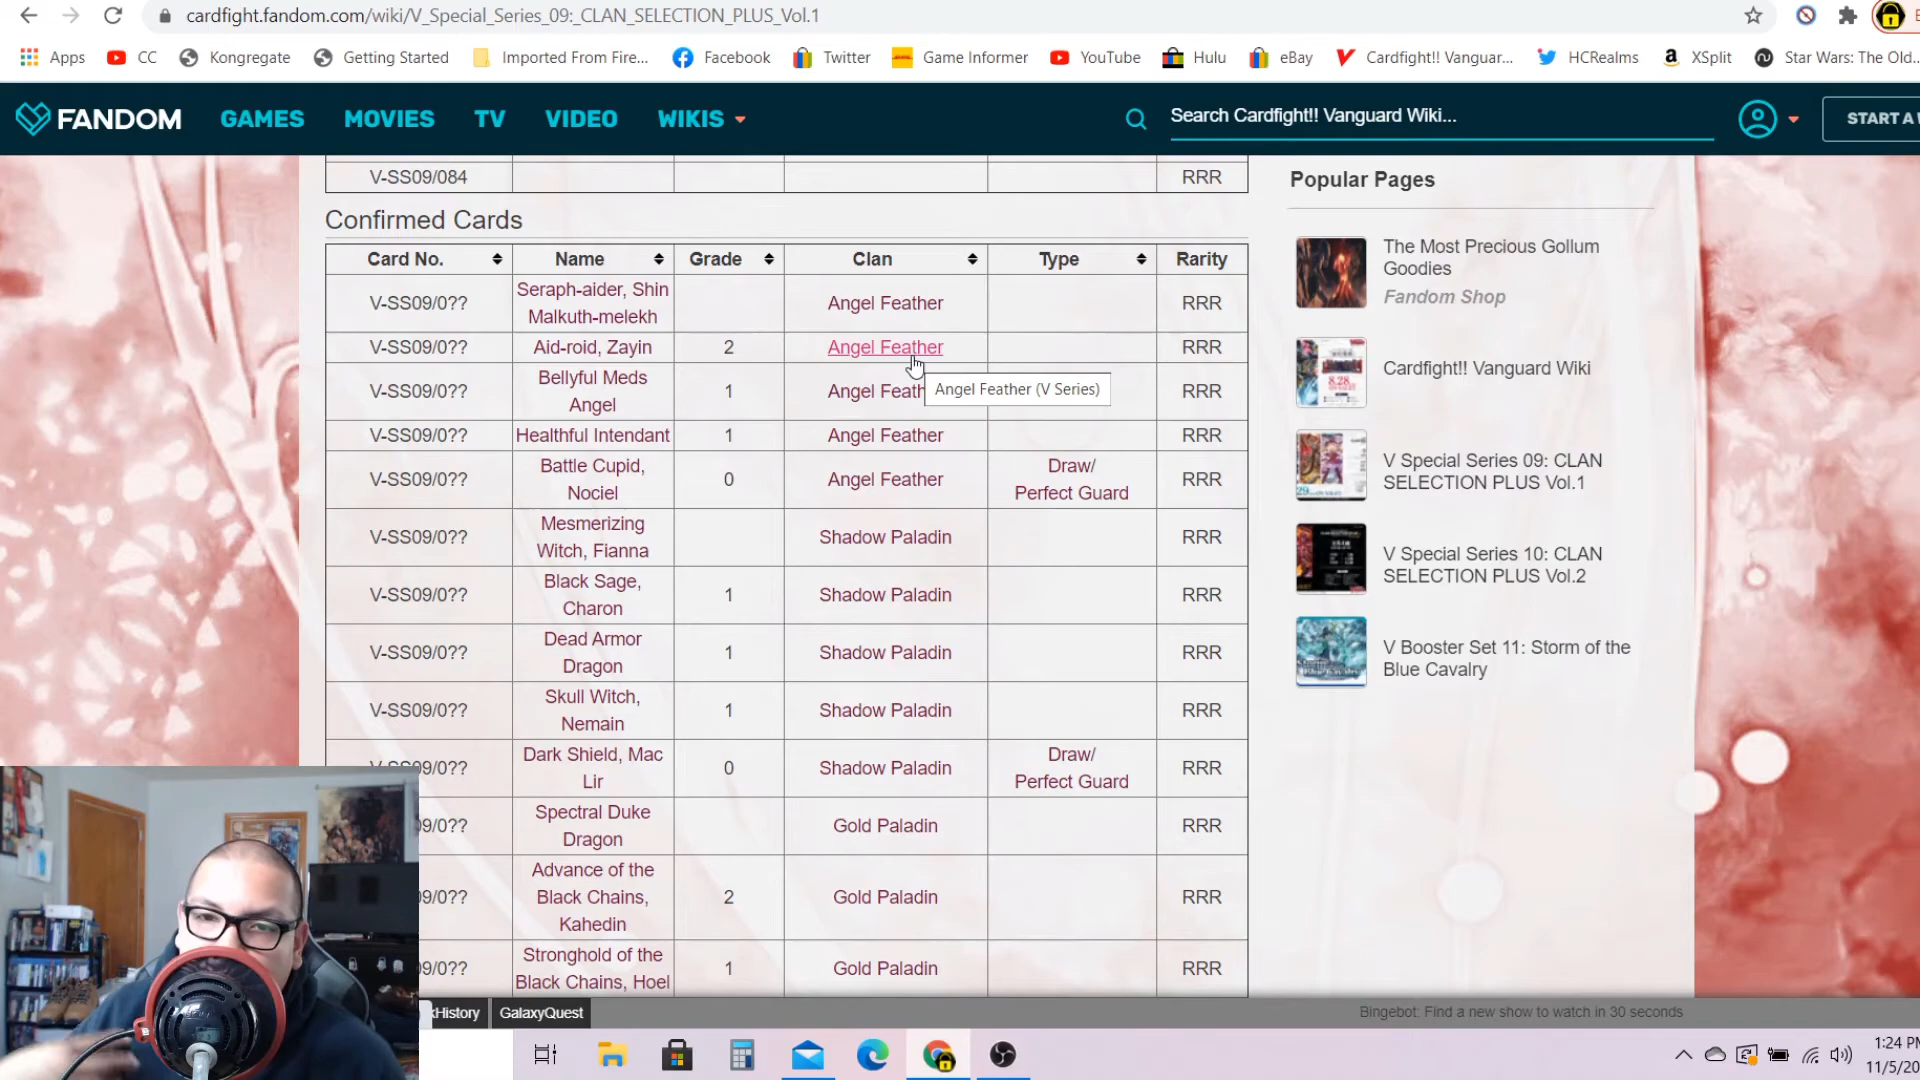 cardfight.fandom.com/wiki/V_Special_Series_09:_CLAN_SELECTION_PLUS_Vol.1
Apps CC Kongregate Getting Started Imported From Fire... Facebook Twitter Game Informer YouTube Hulu eBay Cardfight!! Vanguar... HCRealms XSplit Star Wars: The Old...
FANDOM GAMES MOVIES TV VIDEO WIKIS Search Cardfight!! Vanguard Wiki... START A
V-SS09/084 RRR
Confirmed Cards
Card No. Name Grade Clan Type Rarity
V-SS09/0?? Seraph-aider, Shin Malkuth-melekh Angel Feather RRR
V-SS09/0?? Aid-roid, Zayin 2 Angel Feather RRR
Angel Feather (V Series)
V-SS09/0?? Bellyful Meds Angel 1 Angel Feath RRR
V-SS09/0?? Healthful Intendant 1 Angel Feather RRR
V-SS09/0?? Battle Cupid, Nociel 0 Angel Feather Draw/ Perfect Guard RRR
V-SS09/0?? Mesmerizing Witch, Fianna Shadow Paladin RRR
V-SS09/0?? Black Sage, Charon 1 Shadow Paladin RRR
V-SS09/0?? Dead Armor Dragon 1 Shadow Paladin RRR
V-SS09/0?? Skull Witch, Nemain 1 Shadow Paladin RRR
09/0?? Dark Shield, Mac Lir 0 Shadow Paladin Draw/ Perfect Guard RRR
09/0?? Spectral Duke Dragon Gold Paladin RRR
09/0?? Advance of the Black Chains, Kahedin 2 Gold Paladin RRR
09/0?? Stronghold of the Black Chains, Hoel 1 Gold Paladin RRR
Popular Pages
The Most Precious Gollum Goodies
Fandom Shop
Cardfight!! Vanguard Wiki
V Special Series 09: CLAN SELECTION PLUS Vol.1
V Special Series 10: CLAN SELECTION PLUS Vol.2
V Booster Set 11: Storm of the Blue Cavalry
kHistory GalaxyQuest Bingebot: Find a new show to watch in 30 seconds
1:24 PM
11/5/20